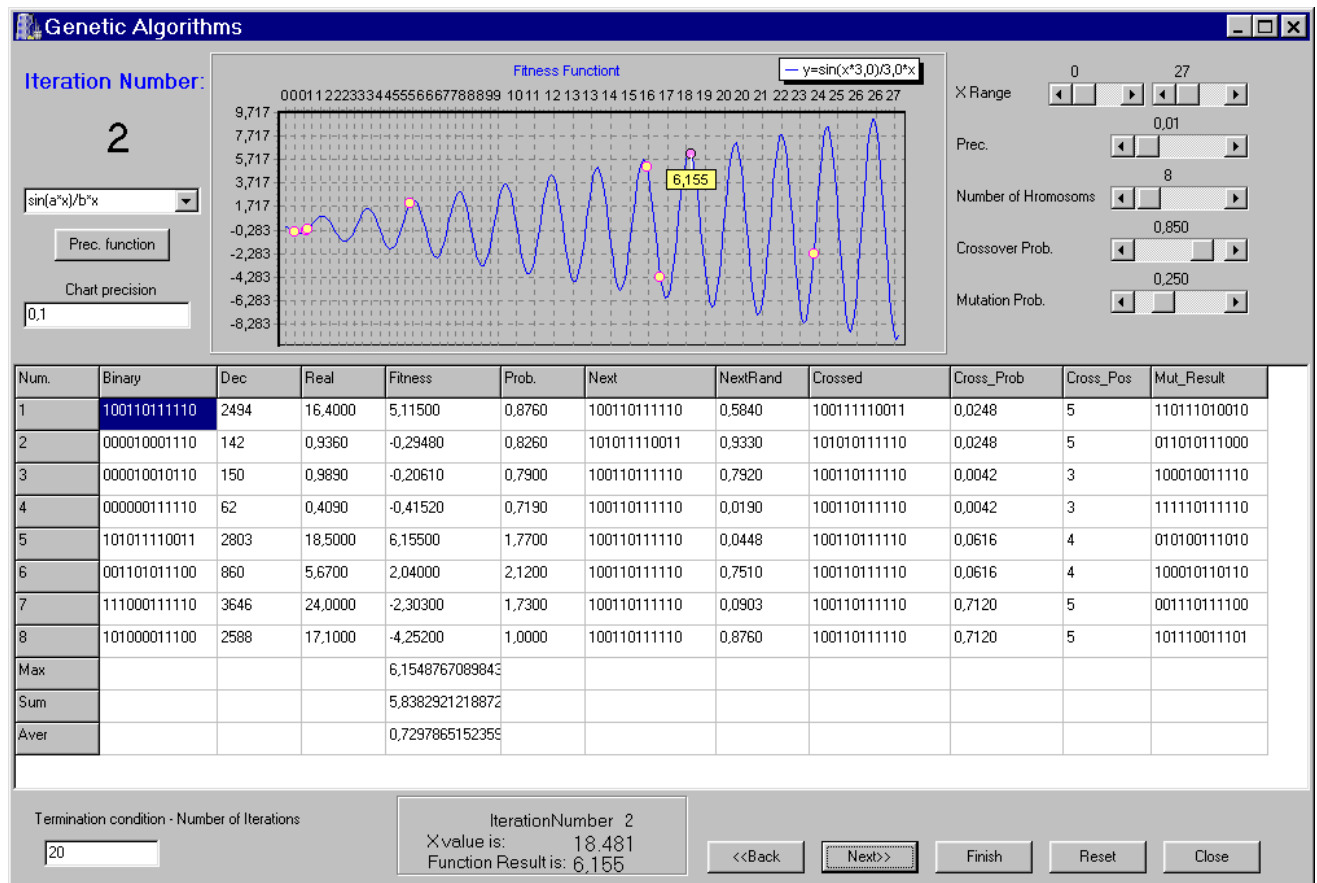 Genetic Algorithms
Iteration Number:
2
sin(a*x)/b*x
Prec. function
Chart precision
0,1
Fitness Functiont
y=sin(x*3,0)/3,0*x
00011222333445556667788899 1011 12 1313 14 1516 17 18 19 20 20 21 22 23 24 25 26 26 27
9,717
7,717
5,717
3,717
1,717
-0,283
-2,283
-4,283
-6,283
-8,283
6,155
0 27
X Range
0,01
Prec.
8
Number of Hromosoms
0,850
Crossover Prob.
0,250
Mutation Prob.
Num. Binary Dec Real Fitness Prob. Next NextRand Crossed Cross_Prob Cross_Pos Mut_Result
1 100110111110 2494 16,4000 5,11500 0,8760 100110111110 0,5840 100111110011 0,0248 5 110111010010
2 000010001110 142 0,9360 -0,29480 0,8260 101011110011 0,9330 101010111110 0,0248 5 011010111000
3 000010010110 150 0,9890 -0,20610 0,7900 100110111110 0,7920 100110111110 0,0042 3 100010011110
4 000000111110 62 0,4090 -0,41520 0,7190 100110111110 0,0190 100110111110 0,0042 3 111110111110
5 101011110011 2803 18,5000 6,15500 1,7700 100110111110 0,0448 100110111110 0,0616 4 010100111010
6 001101011100 860 5,6700 2,04000 2,1200 100110111110 0,7510 100110111110 0,0616 4 100010110110
7 111000111110 3646 24,0000 -2,30300 1,7300 100110111110 0,0903 100110111110 0,7120 5 001110111100
8 101000011100 2588 17,1000 -4,25200 1,0000 100110111110 0,8760 100110111110 0,7120 5 101110011101
Max 6,1548767089843
Sum 5,8382921218872
Aver 0,7297865152359
Termination condition - Number of Iterations
20
IterationNumber 2
X value is: 18.481
Function Result is: 6,155
<<Back
Next>>
Finish
Reset
Close